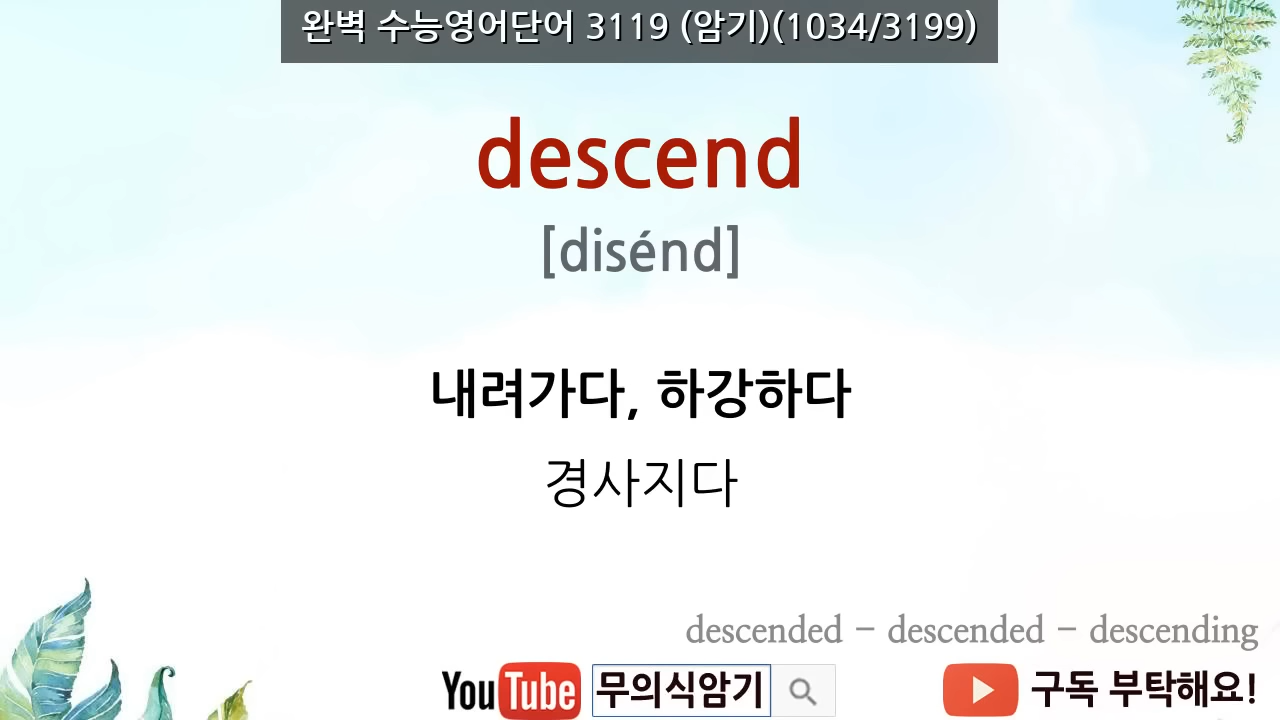 완벽 수능영어단어 3119 (암기)(1034/3199)
descend
[disénd]
내려가다, 하강하다
경사지다
descended - descended - descending
YouTube 무의식암기 구독 부탁해요!